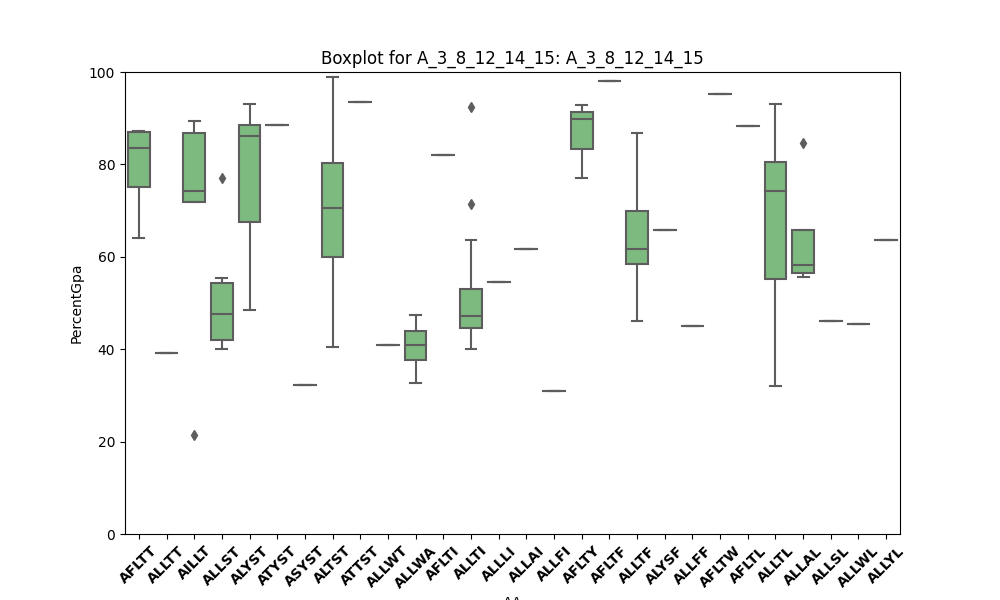 Boxplot for A_3_8_12_14_15: A_3_8_12_14_15
100
80
60
40
20
0
PercentGpa
AFLTT
ALLTT
AILLT
ALLST
ALYST
ATYST
ASYST
ALTST
ATTST
ALLWT
ALLWA
AFLTI
ALLTI
ALLLI
ALLAI
ALLFI
AFLTY
AFLTF
ALLTF
ALYSF
ALLFF
AFLTW
AFLTL
ALLTL
ALLAL
ALLSL
ALLWL
ALLYL